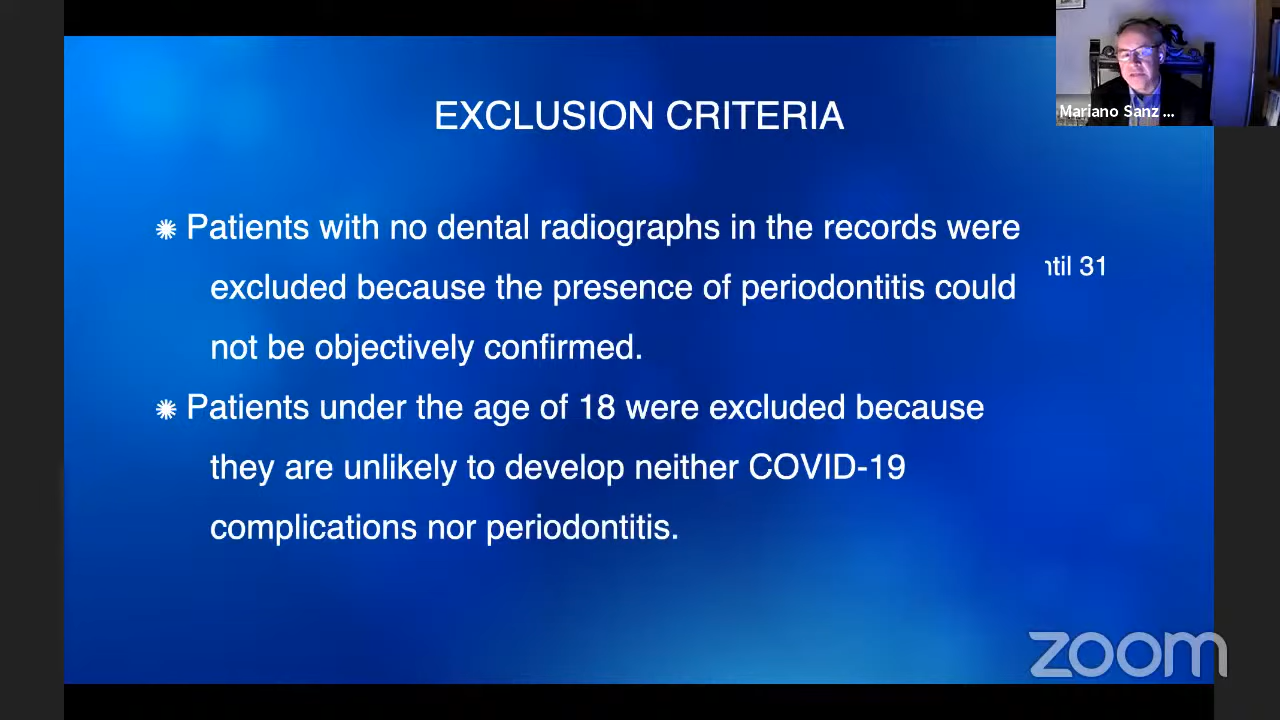 Mariano Sanz ...
EXCLUSION CRITERIA
Patients with no dental radiographs in the records were
excluded because the presence of periodontitis could
not be objectively confirmed.
Patients under the age of 18 were excluded because
they are unlikely to develop neither COVID-19
complications nor periodontitis.
31
zoom